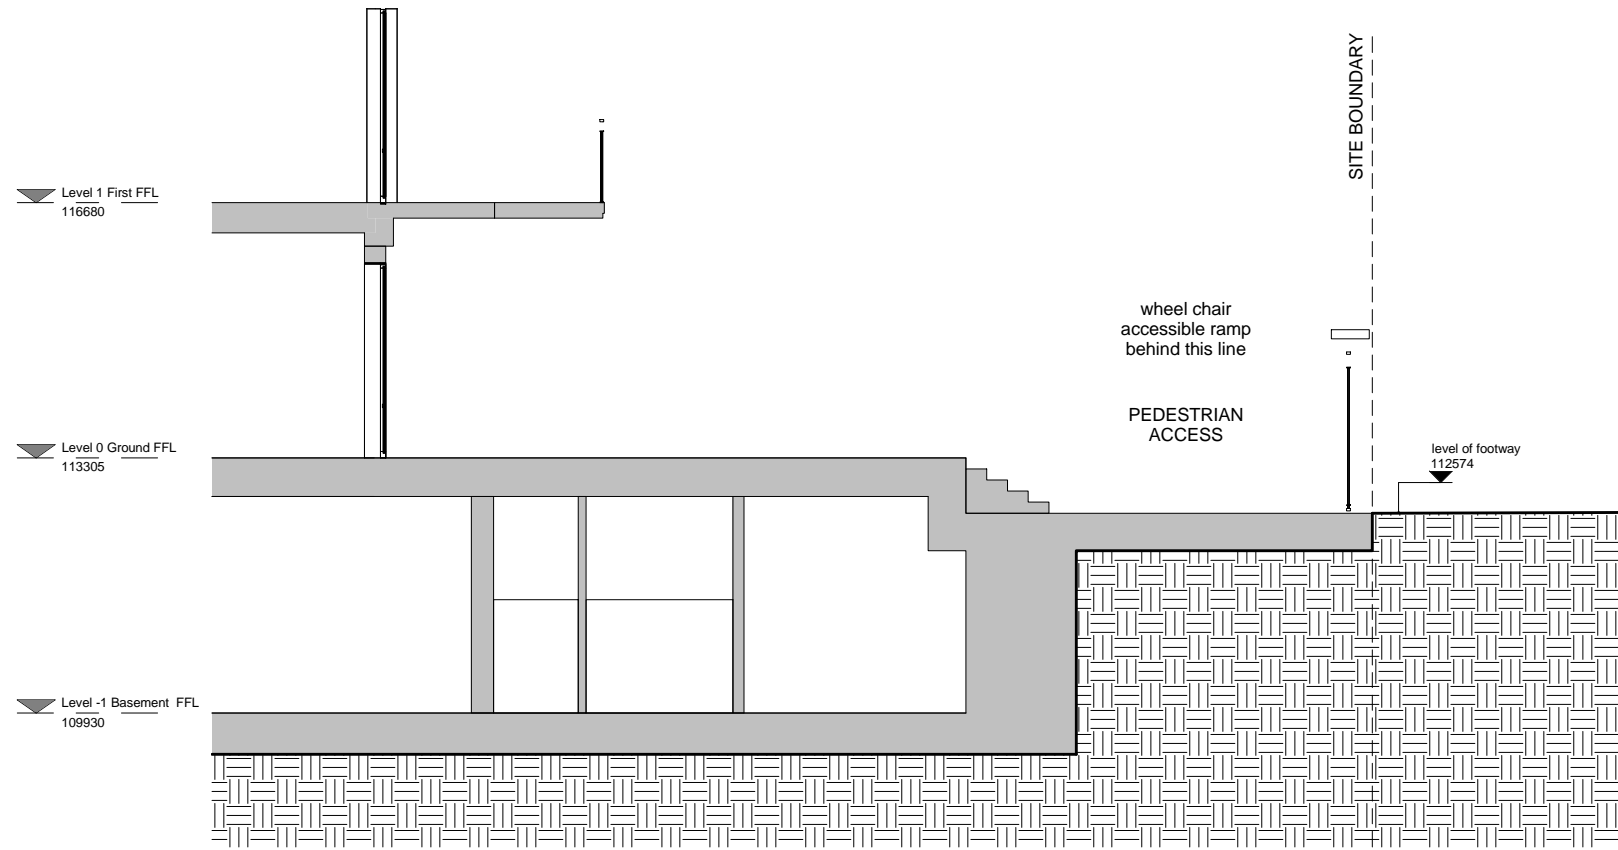 SITE BOUNDARY
Level 1 First FFL
116680
wheel chair
accessible ramp
behind this line
PEDESTRIAN
ACCESS
Level 0 Ground FFL
113305
level of footway
112574
Level -1 Basement FFL
109930